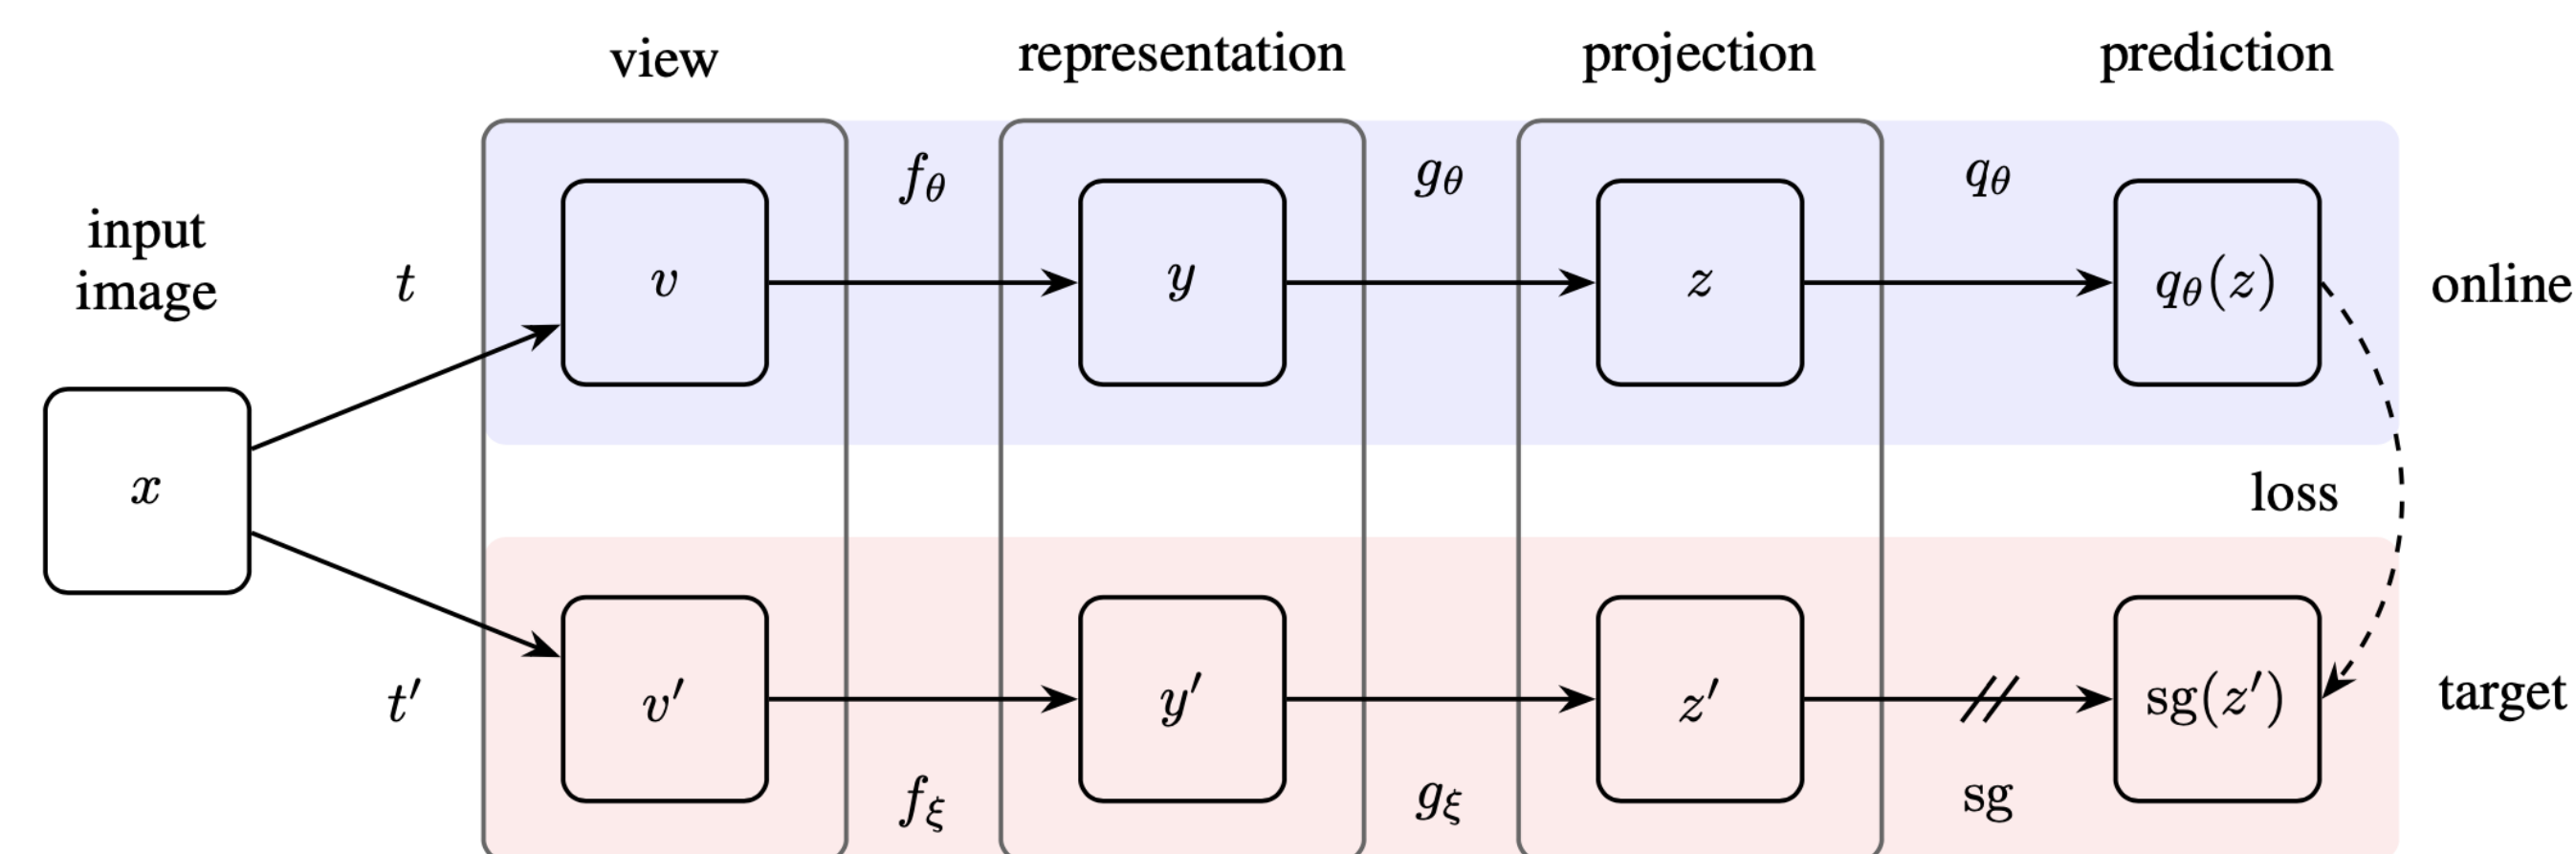 view
representation
projection
prediction
input
image
t
f_θ
g_θ
q_θ
v
y
z
q_θ(z)
online
x
loss
t′
v′
y′
z′
sg(z′)
target
f_ξ
g_ξ
sg